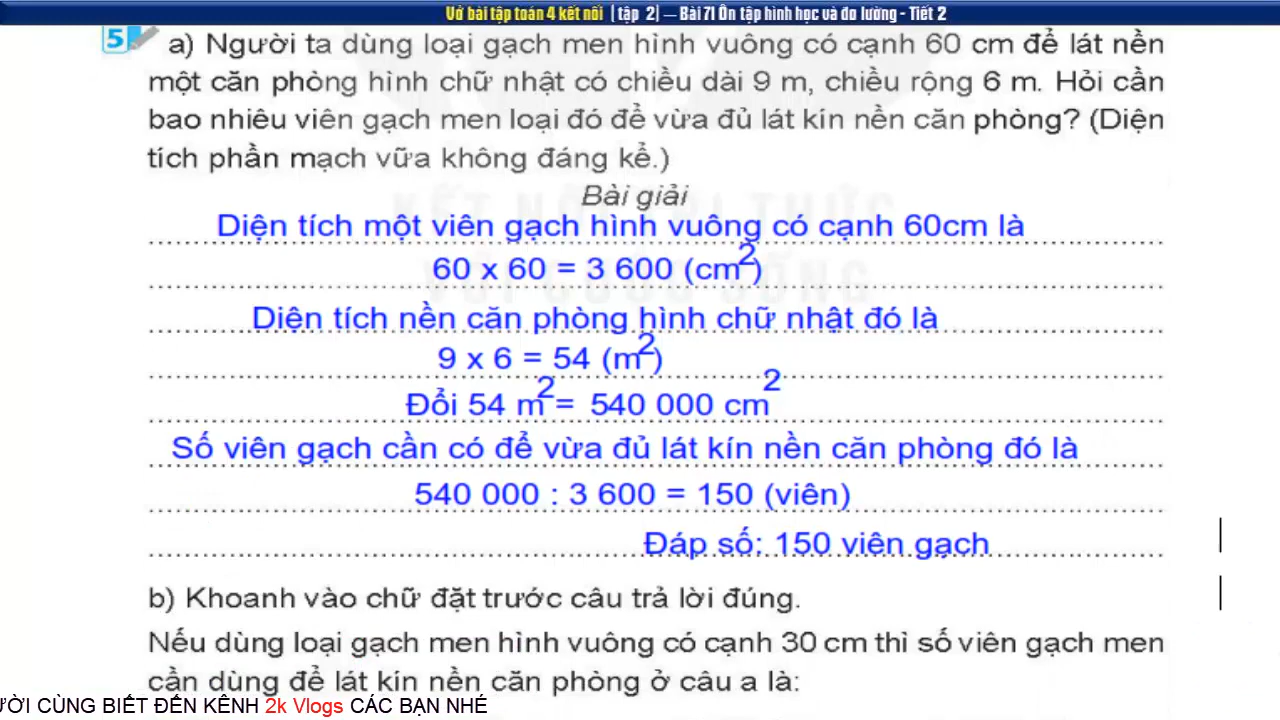 Vở bài tập toán 4 kết nối (tập 2) — Bài 71 Ôn tập hình học và đo lường - Tiết 2
5 a) Người ta dùng loại gạch men hình vuông có cạnh 60 cm để lát nền
một căn phòng hình chữ nhật có chiều dài 9 m, chiều rộng 6 m. Hỏi cần
bao nhiêu viên gạch men loại đó để vừa đủ lát kín nền căn phòng? (Diện
tích phần mạch vữa không đáng kể.)
Bài giải
Diện tích một viên gạch hình vuông có cạnh 60cm là
60 x 60 = 3 600 (cm²)
Diện tích nền căn phòng hình chữ nhật đó là
9 x 6 = 54 (m²)
Đổi 54 m² = 540 000 cm²
Số viên gạch cần có để vừa đủ lát kín nền căn phòng đó là
540 000 : 3 600 = 150 (viên)
Đáp số: 150 viên gạch
b) Khoanh vào chữ đặt trước câu trả lời đúng.
Nếu dùng loại gạch men hình vuông có cạnh 30 cm thì số viên gạch men
cần dùng để lát kín nền căn phòng ở câu a là:
ƯỜI CÙNG BIẾT ĐẾN KÊNH 2k Vlogs CÁC BẠN NHÉ